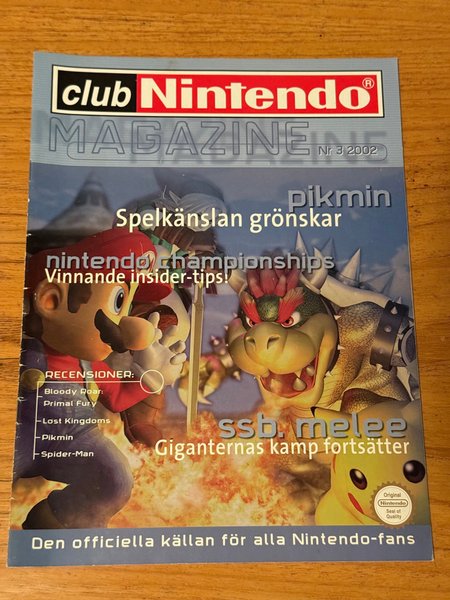 club Nintendo®
MAGAZINE
Nr 3 2002
pikmin
Spelkänslan grönskar
nintendo championships
Vinnande insider-tips!
RECENSIONER:
Bloody Roar:
Primal Fury
Lost Kingdoms
Pikmin
Spider-Man
ssb. melee
Giganternas kamp fortsätter
Original
Nintendo
Seal of
Quality
Den officiella källan för alla Nintendo-fans